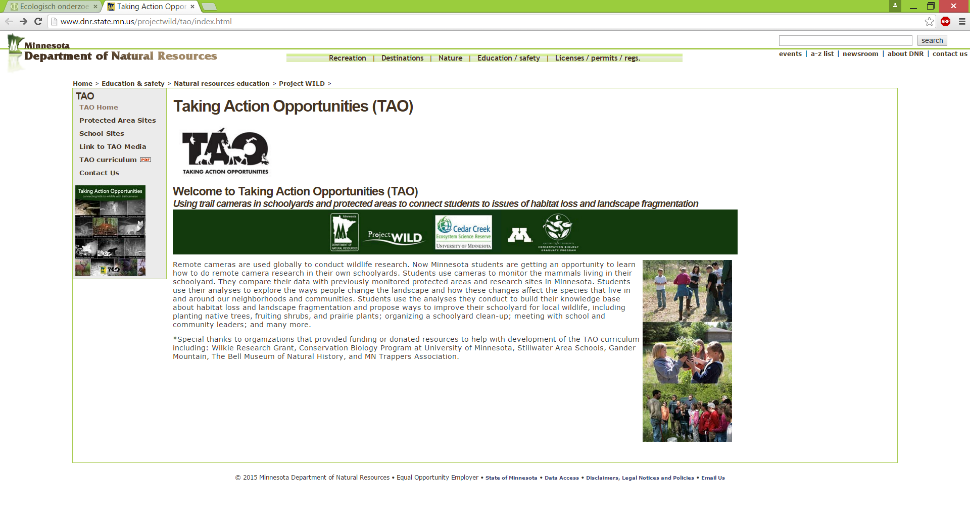 Ecologisch onderzoe
Taking Action Oppor
www.dnr.state.mn.us/projectwild/tao/index.html
Minnesota
Department of Natural Resources
search
Recreation | Destinations | Nature | Education / safety | Licenses / permits / regs.
events | a-z list | newsroom | about DNR | contact us
Home > Education & safety > Natural resources education > Project WILD >
TAO
TAO Home
Protected Area Sites
School Sites
Link to TAO Media
TAO curriculum PDF
Contact Us
Taking Action Opportunities
Taking Action Opportunities (TAO)
TAO
TAKING ACTION OPPORTUNITIES
Welcome to Taking Action Opportunities (TAO)
Using trail cameras in schoolyards and protected areas to connect students to issues of habitat loss and landscape fragmentation
Project WILD
Cedar Creek
Ecosystem Science Reserve
UNIVERSITY OF MINNESOTA
M
CONSERVATION BIOLOGY
GRADUATE PROGRAM
Remote cameras are used globally to conduct wildlife research. Now Minnesota students are getting an opportunity to learn
how to do remote camera research in their own schoolyards. Students use cameras to monitor the mammals living in their
schoolyard. They compare their data with previously monitored protected areas and research sites in Minnesota. Students
use their analyses to explore the ways people change the landscape and how these changes affect the species that live in
and around our neighborhoods and communities. Students use the analyses they conduct to build their knowledge base
about habitat loss and landscape fragmentation and propose ways to improve their schoolyard for local wildlife, including
planting native trees, fruiting shrubs, and prairie plants; organizing a schoolyard clean-up; meeting with school and
community leaders; and many more.
*Special thanks to organizations that provided funding or donated resources to help with development of the TAO curriculum
including: Wilkie Research Grant, Conservation Biology Program at University of Minnesota, Stillwater Area Schools, Gander
Mountain, The Bell Museum of Natural History, and MN Trappers Association.
© 2015 Minnesota Department of Natural Resources • Equal Opportunity Employer • State of Minnesota • Data Access • Disclaimers, Legal Notices and Policies • Email Us